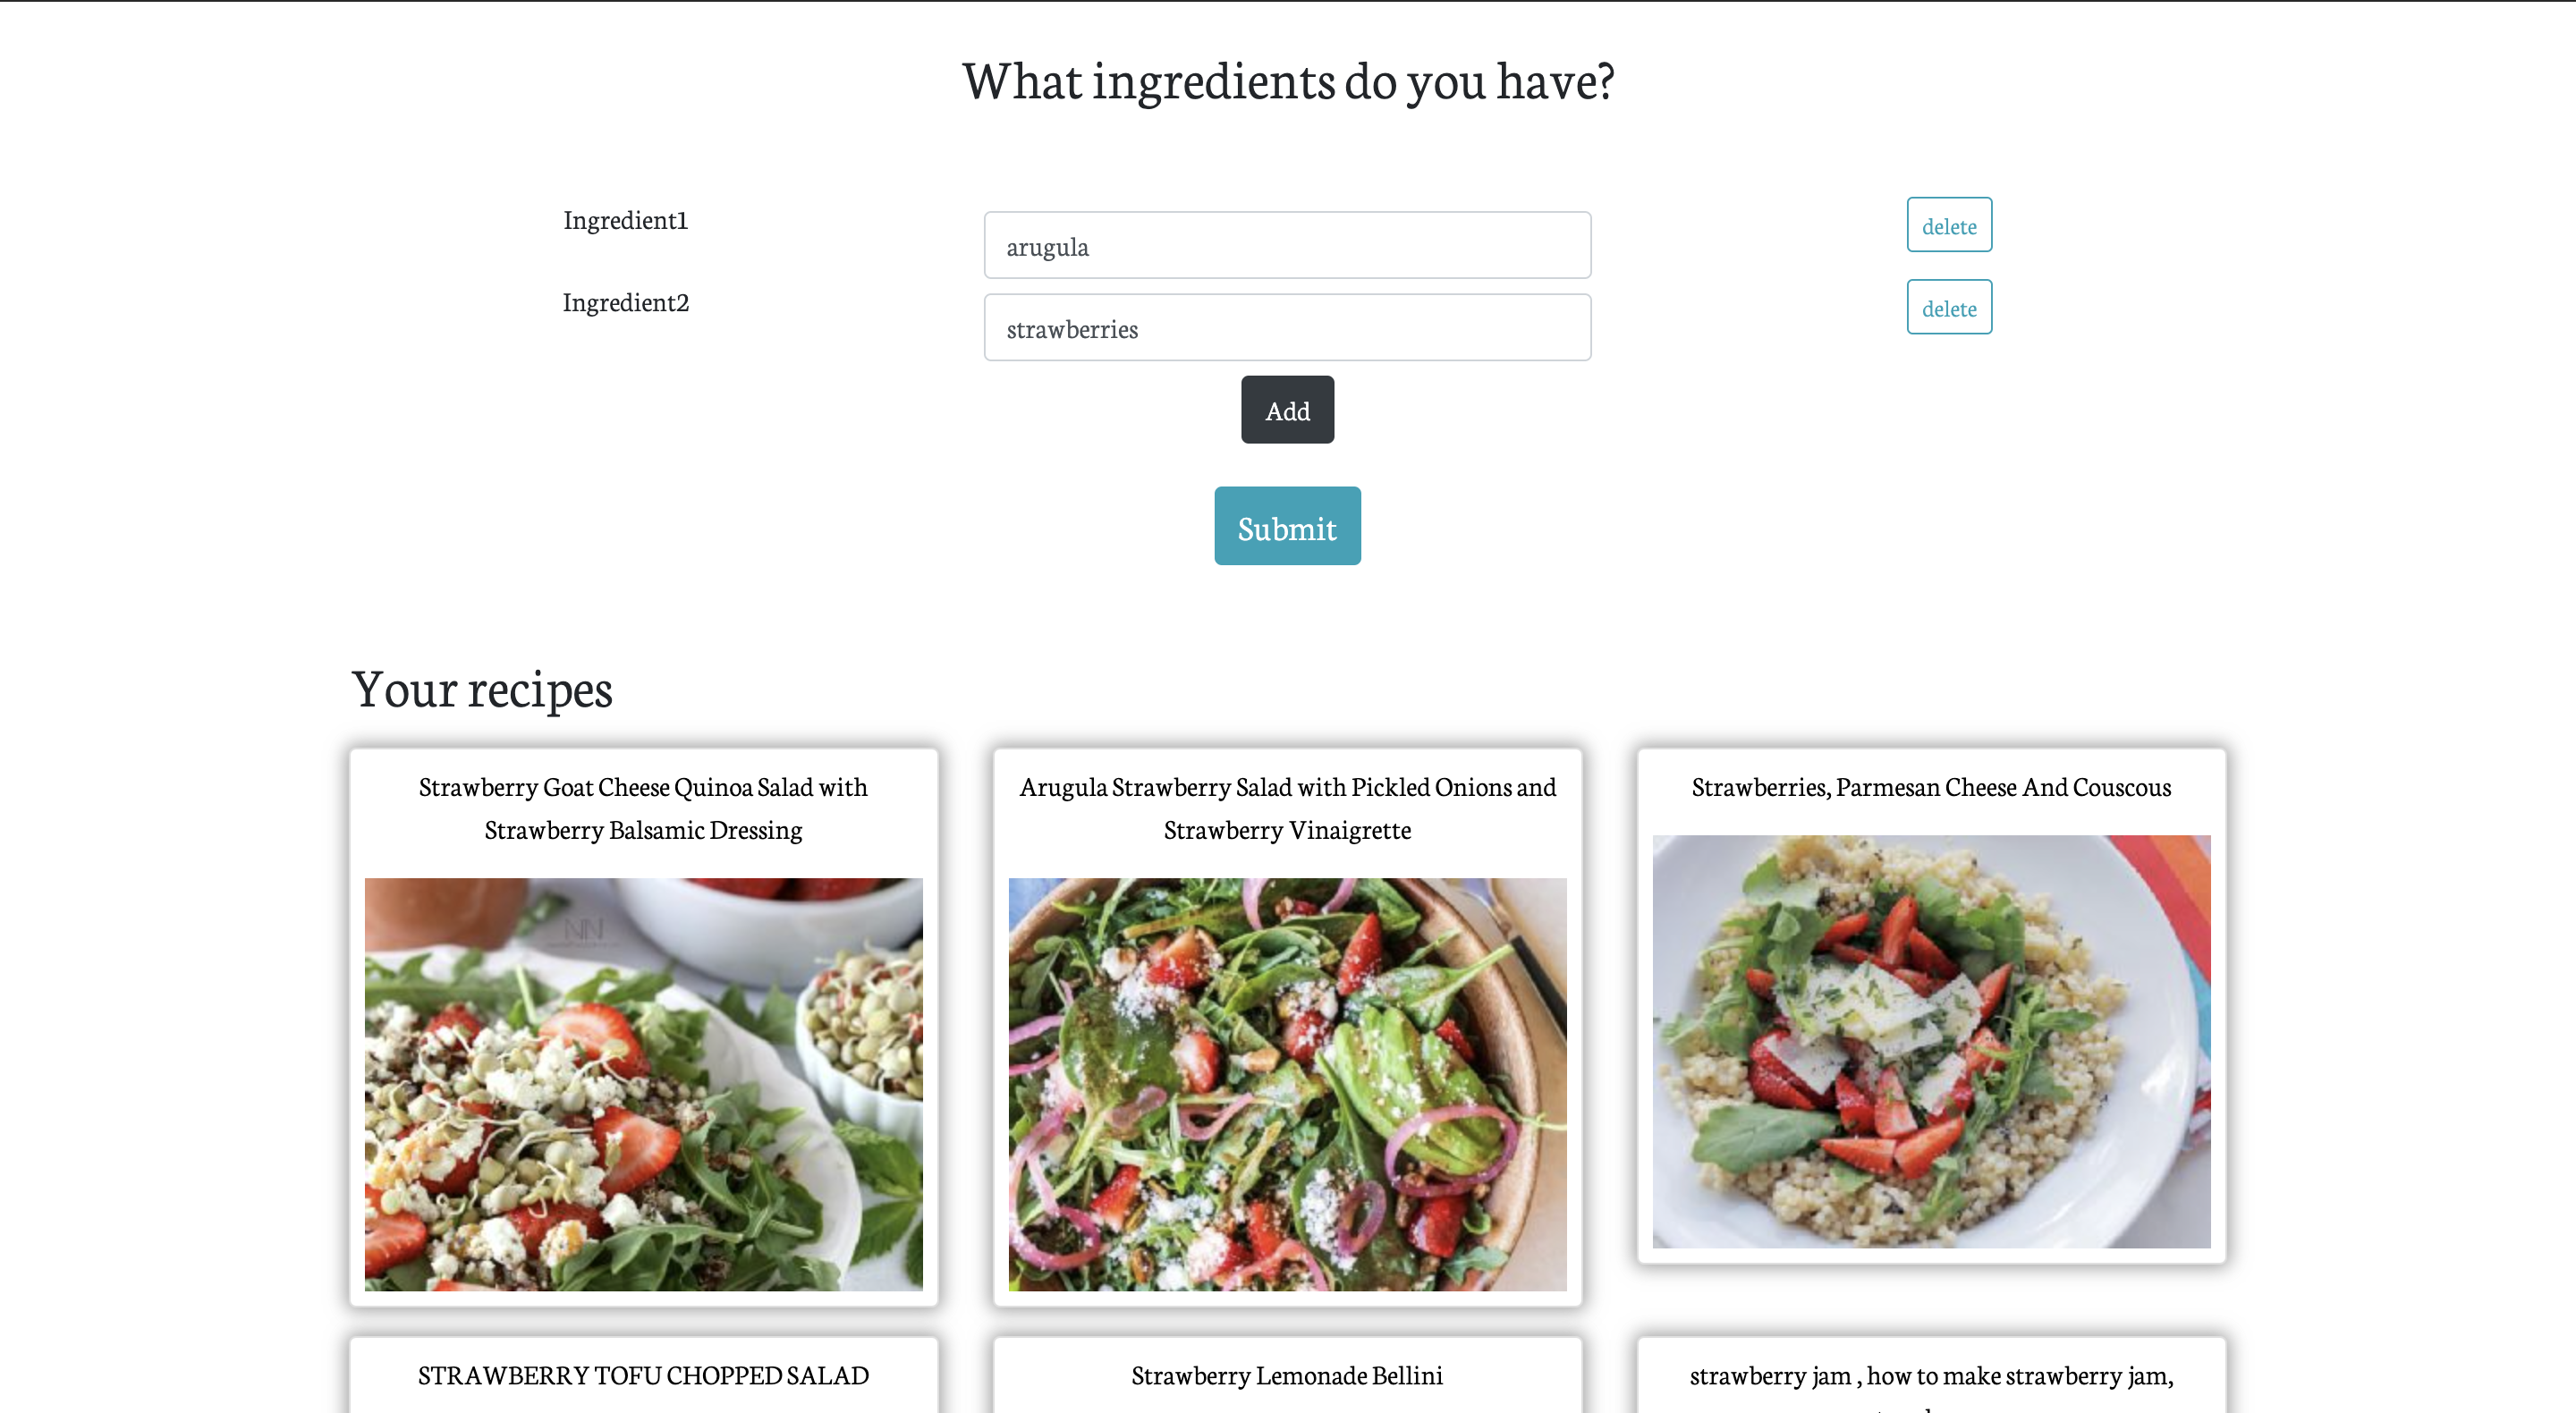 What ingredients do you have?
Ingredient1
arugula
delete
Ingredient2
strawberries
delete
Add
Submit
Your recipes
Strawberry Goat Cheese Quinoa Salad with
Strawberry Balsamic Dressing
Arugula Strawberry Salad with Pickled Onions and
Strawberry Vinaigrette
Strawberries, Parmesan Cheese And Couscous
NN
STRAWBERRY TOFU CHOPPED SALAD
Strawberry Lemonade Bellini
strawberry jam , how to make strawberry jam,